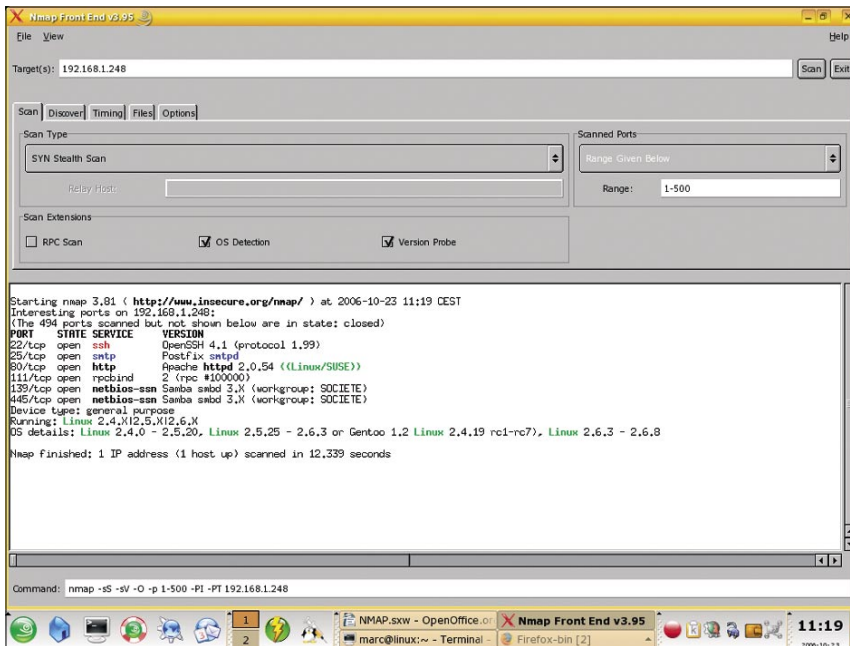 Nmap Front End v3.95
File View Help
Target(s): 192.168.1.248 Scan Exit
Scan Discover Timing Files Options
Scan Type Scanned Ports
SYN Stealth Scan Range Given Below
Relay Host: Range: 1-500
Scan Extensions
RPC Scan OS Detection Version Probe
Starting nmap 3.81 ( http://www.insecure.org/nmap/ ) at 2006-10-23 11:19 CEST
Interesting ports on 192.168.1.248:
(The 494 ports scanned but not shown below are in state: closed)
PORT STATE SERVICE VERSION
22/tcp open ssh OpenSSH 4.1 (protocol 1.99)
25/tcp open smtp Postfix smtpd
80/tcp open http Apache httpd 2.0.54 ((Linux/SUSE))
111/tcp open rpcbind 2 (rpc #100000)
139/tcp open netbios-ssn Samba smbd 3.X (workgroup: SOCIETE)
445/tcp open netbios-ssn Samba smbd 3.X (workgroup: SOCIETE)
Device type: general purpose
Running: Linux 2.4.X|2.5.X|2.6.X
OS details: Linux 2.4.0 - 2.5.20, Linux 2.5.25 - 2.6.3 or Gentoo 1.2 Linux 2.4.19 rc1-rc7), Linux 2.6.3 - 2.6.8
Nmap finished: 1 IP address (1 host up) scanned in 12.339 seconds
Command: nmap -sS -sV -O -p 1-500 -PI -PT 192.168.1.248
1 NMAP.sxw - OpenOffice.or Nmap Front End v3.95 11:19
2 marc@linux:~ - Terminal - Firefox-bin [2] 2006-10-23